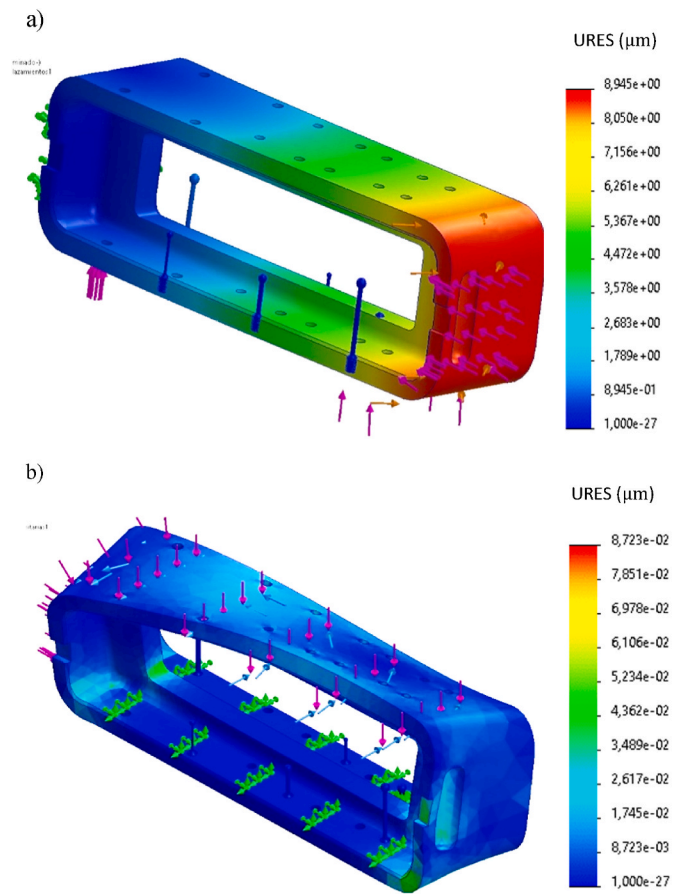 a)
URES (μm)
minado-)
lazamientos1
8,945e+00
8,050e+00
7,156e+00
6,261e+00
5,367e+00
4,472e+00
3,578e+00
2,683e+00
1,789e+00
8,945e-01
1,000e-27
b)
URES (μm)
8,723e-02
7,851e-02
6,978e-02
6,106e-02
5,234e-02
4,362e-02
3,489e-02
2,617e-02
1,745e-02
8,723e-03
1,000e-27